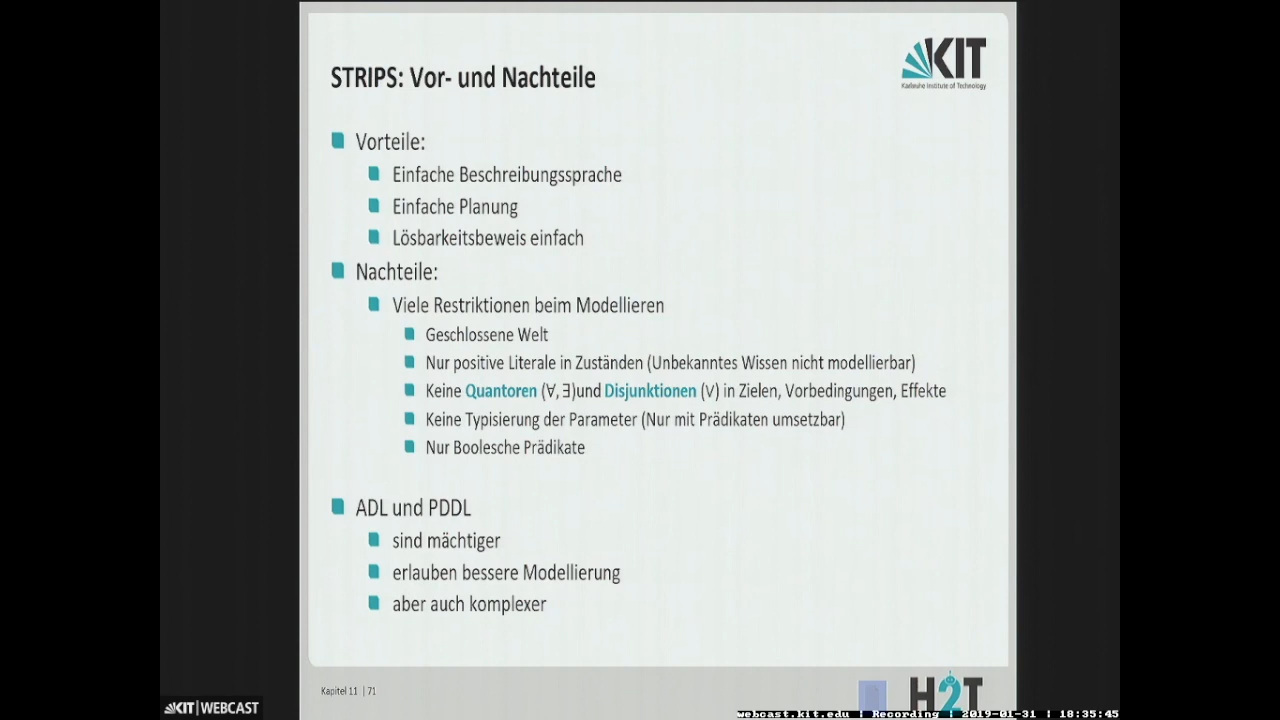 STRIPS: Vor- und Nachteile
KIT
Karlsruhe Institute of Technology
Vorteile:
Einfache Beschreibungssprache
Einfache Planung
Lösbarkeitsbeweis einfach
Nachteile:
Viele Restriktionen beim Modellieren
Geschlossene Welt
Nur positive Literale in Zuständen (Unbekanntes Wissen nicht modellierbar)
Keine Quantoren (∀, ∃)und Disjunktionen (∨) in Zielen, Vorbedingungen, Effekte
Keine Typisierung der Parameter (Nur mit Prädikaten umsetzbar)
Nur Boolesche Prädikate
ADL und PDDL
sind mächtiger
erlauben bessere Modellierung
aber auch komplexer
Kapitel 11 | 71
H2T
KIT | WEBCAST
webcast.kit.edu | Recording | 2019-01-31 | 18:35:45